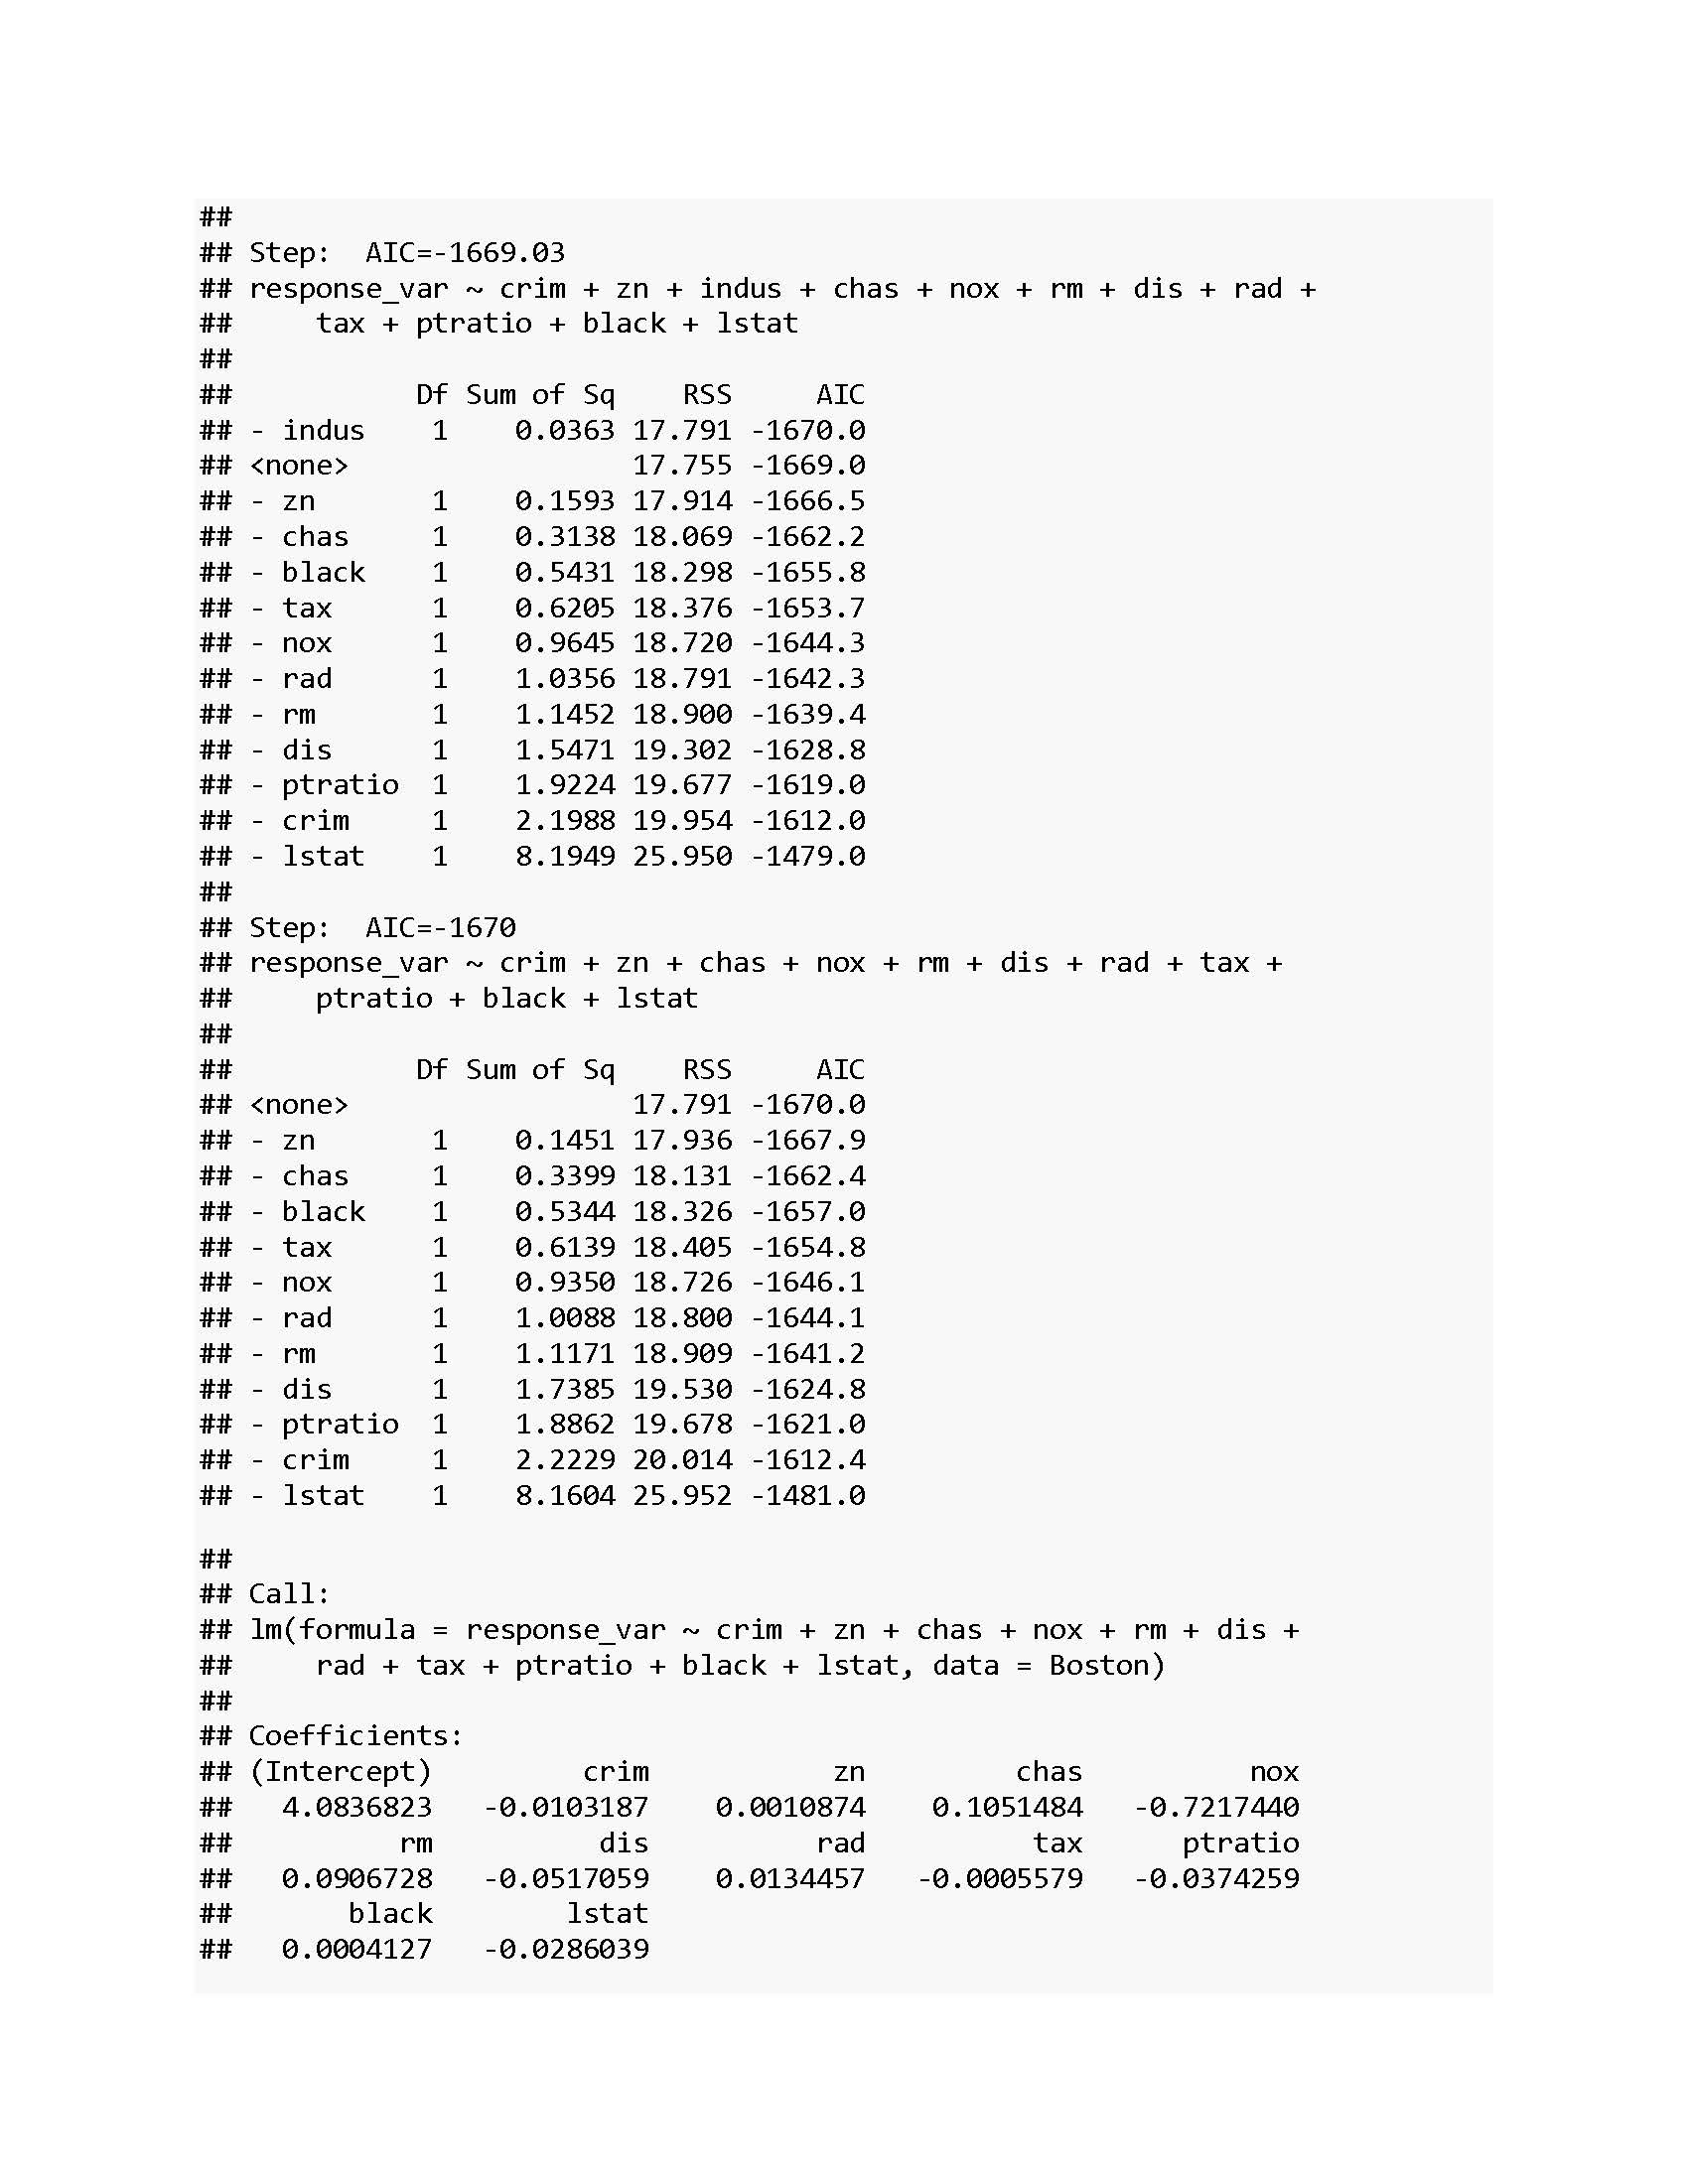 ##
## Step:  AIC=-1669.03
## response_var ~ crim + zn + indus + chas + nox + rm + dis + rad +
##     tax + ptratio + black + lstat
##
##           Df Sum of Sq    RSS     AIC
## - indus    1    0.0363 17.791 -1670.0
## <none>                 17.755 -1669.0
## - zn       1    0.1593 17.914 -1666.5
## - chas     1    0.3138 18.069 -1662.2
## - black    1    0.5431 18.298 -1655.8
## - tax      1    0.6205 18.376 -1653.7
## - nox      1    0.9645 18.720 -1644.3
## - rad      1    1.0356 18.791 -1642.3
## - rm       1    1.1452 18.900 -1639.4
## - dis      1    1.5471 19.302 -1628.8
## - ptratio  1    1.9224 19.677 -1619.0
## - crim     1    2.1988 19.954 -1612.0
## - lstat    1    8.1949 25.950 -1479.0
##
## Step:  AIC=-1670
## response_var ~ crim + zn + chas + nox + rm + dis + rad + tax +
##     ptratio + black + lstat
##
##           Df Sum of Sq    RSS     AIC
## <none>                 17.791 -1670.0
## - zn       1    0.1451 17.936 -1667.9
## - chas     1    0.3399 18.131 -1662.4
## - black    1    0.5344 18.326 -1657.0
## - tax      1    0.6139 18.405 -1654.8
## - nox      1    0.9350 18.726 -1646.1
## - rad      1    1.0088 18.800 -1644.1
## - rm       1    1.1171 18.909 -1641.2
## - dis      1    1.7385 19.530 -1624.8
## - ptratio  1    1.8862 19.678 -1621.0
## - crim     1    2.2229 20.014 -1612.4
## - lstat    1    8.1604 25.952 -1481.0
##
## Call:
## lm(formula = response_var ~ crim + zn + chas + nox + rm + dis +
##     rad + tax + ptratio + black + lstat, data = Boston)
##
## Coefficients:
## (Intercept)         crim           zn         chas          nox
##   4.0836823   -0.0103187    0.0010874    0.1051484   -0.7217440
##          rm          dis          rad          tax      ptratio
##   0.0906728   -0.0517059    0.0134457   -0.0005579   -0.0374259
##       black        lstat
##   0.0004127   -0.0286039